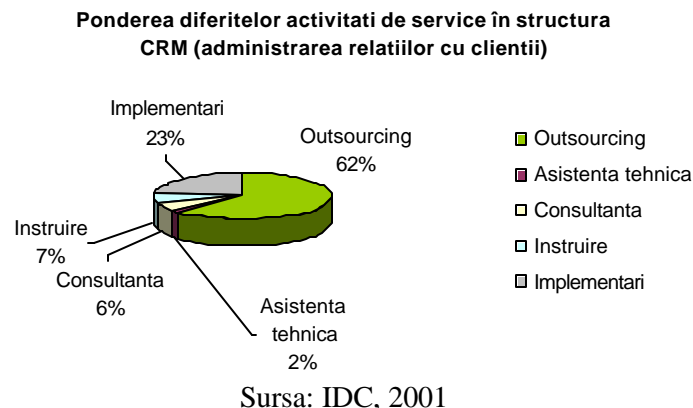 Ponderea diferitelor activitati de service în structura
CRM (administrarea relatiilor cu clientii)
Implementari
23%
Outsourcing
62%
Instruire
7%
Consultanta
6%
Asistenta
tehnica
2%
Outsourcing
Asistenta tehnica
Consultanta
Instruire
Implementari
Sursa: IDC, 2001